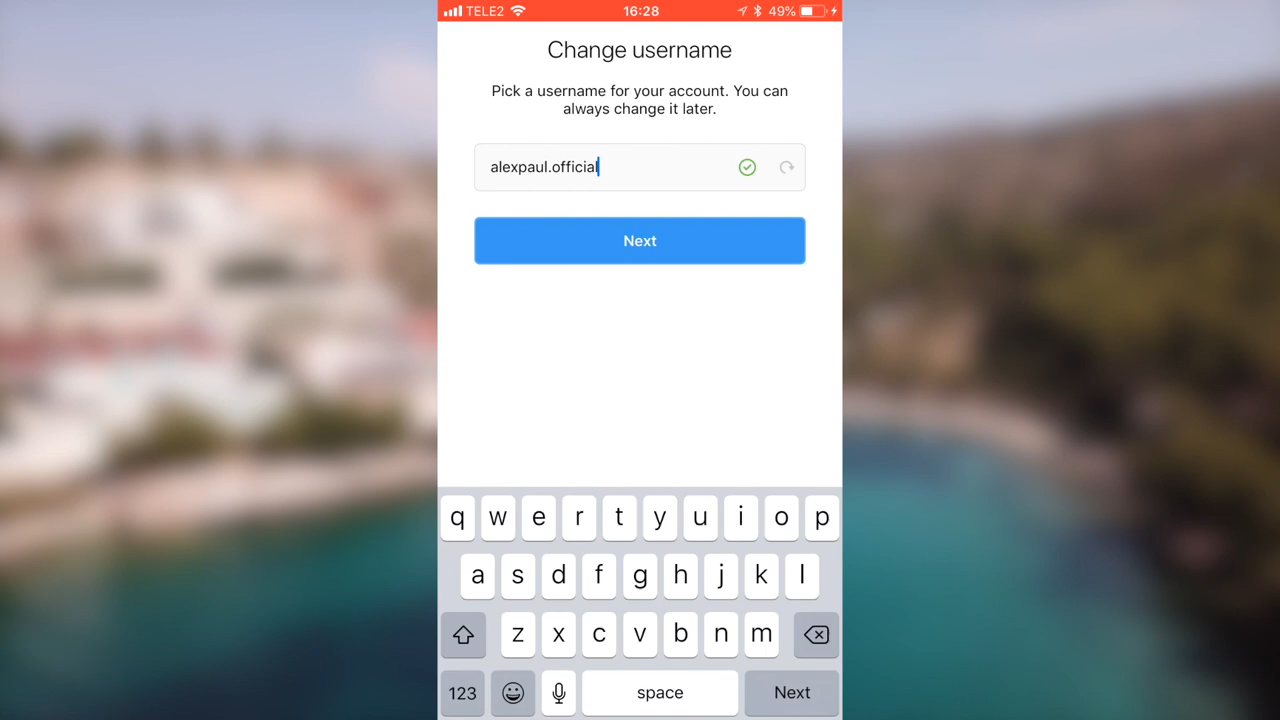 TELE2 16:28 49%
Change username
Pick a username for your account. You can
always change it later.
alexpaul.official
Next
q w e r t y u i o p
a s d f g h j k l
z x c v b n m
123 space Next